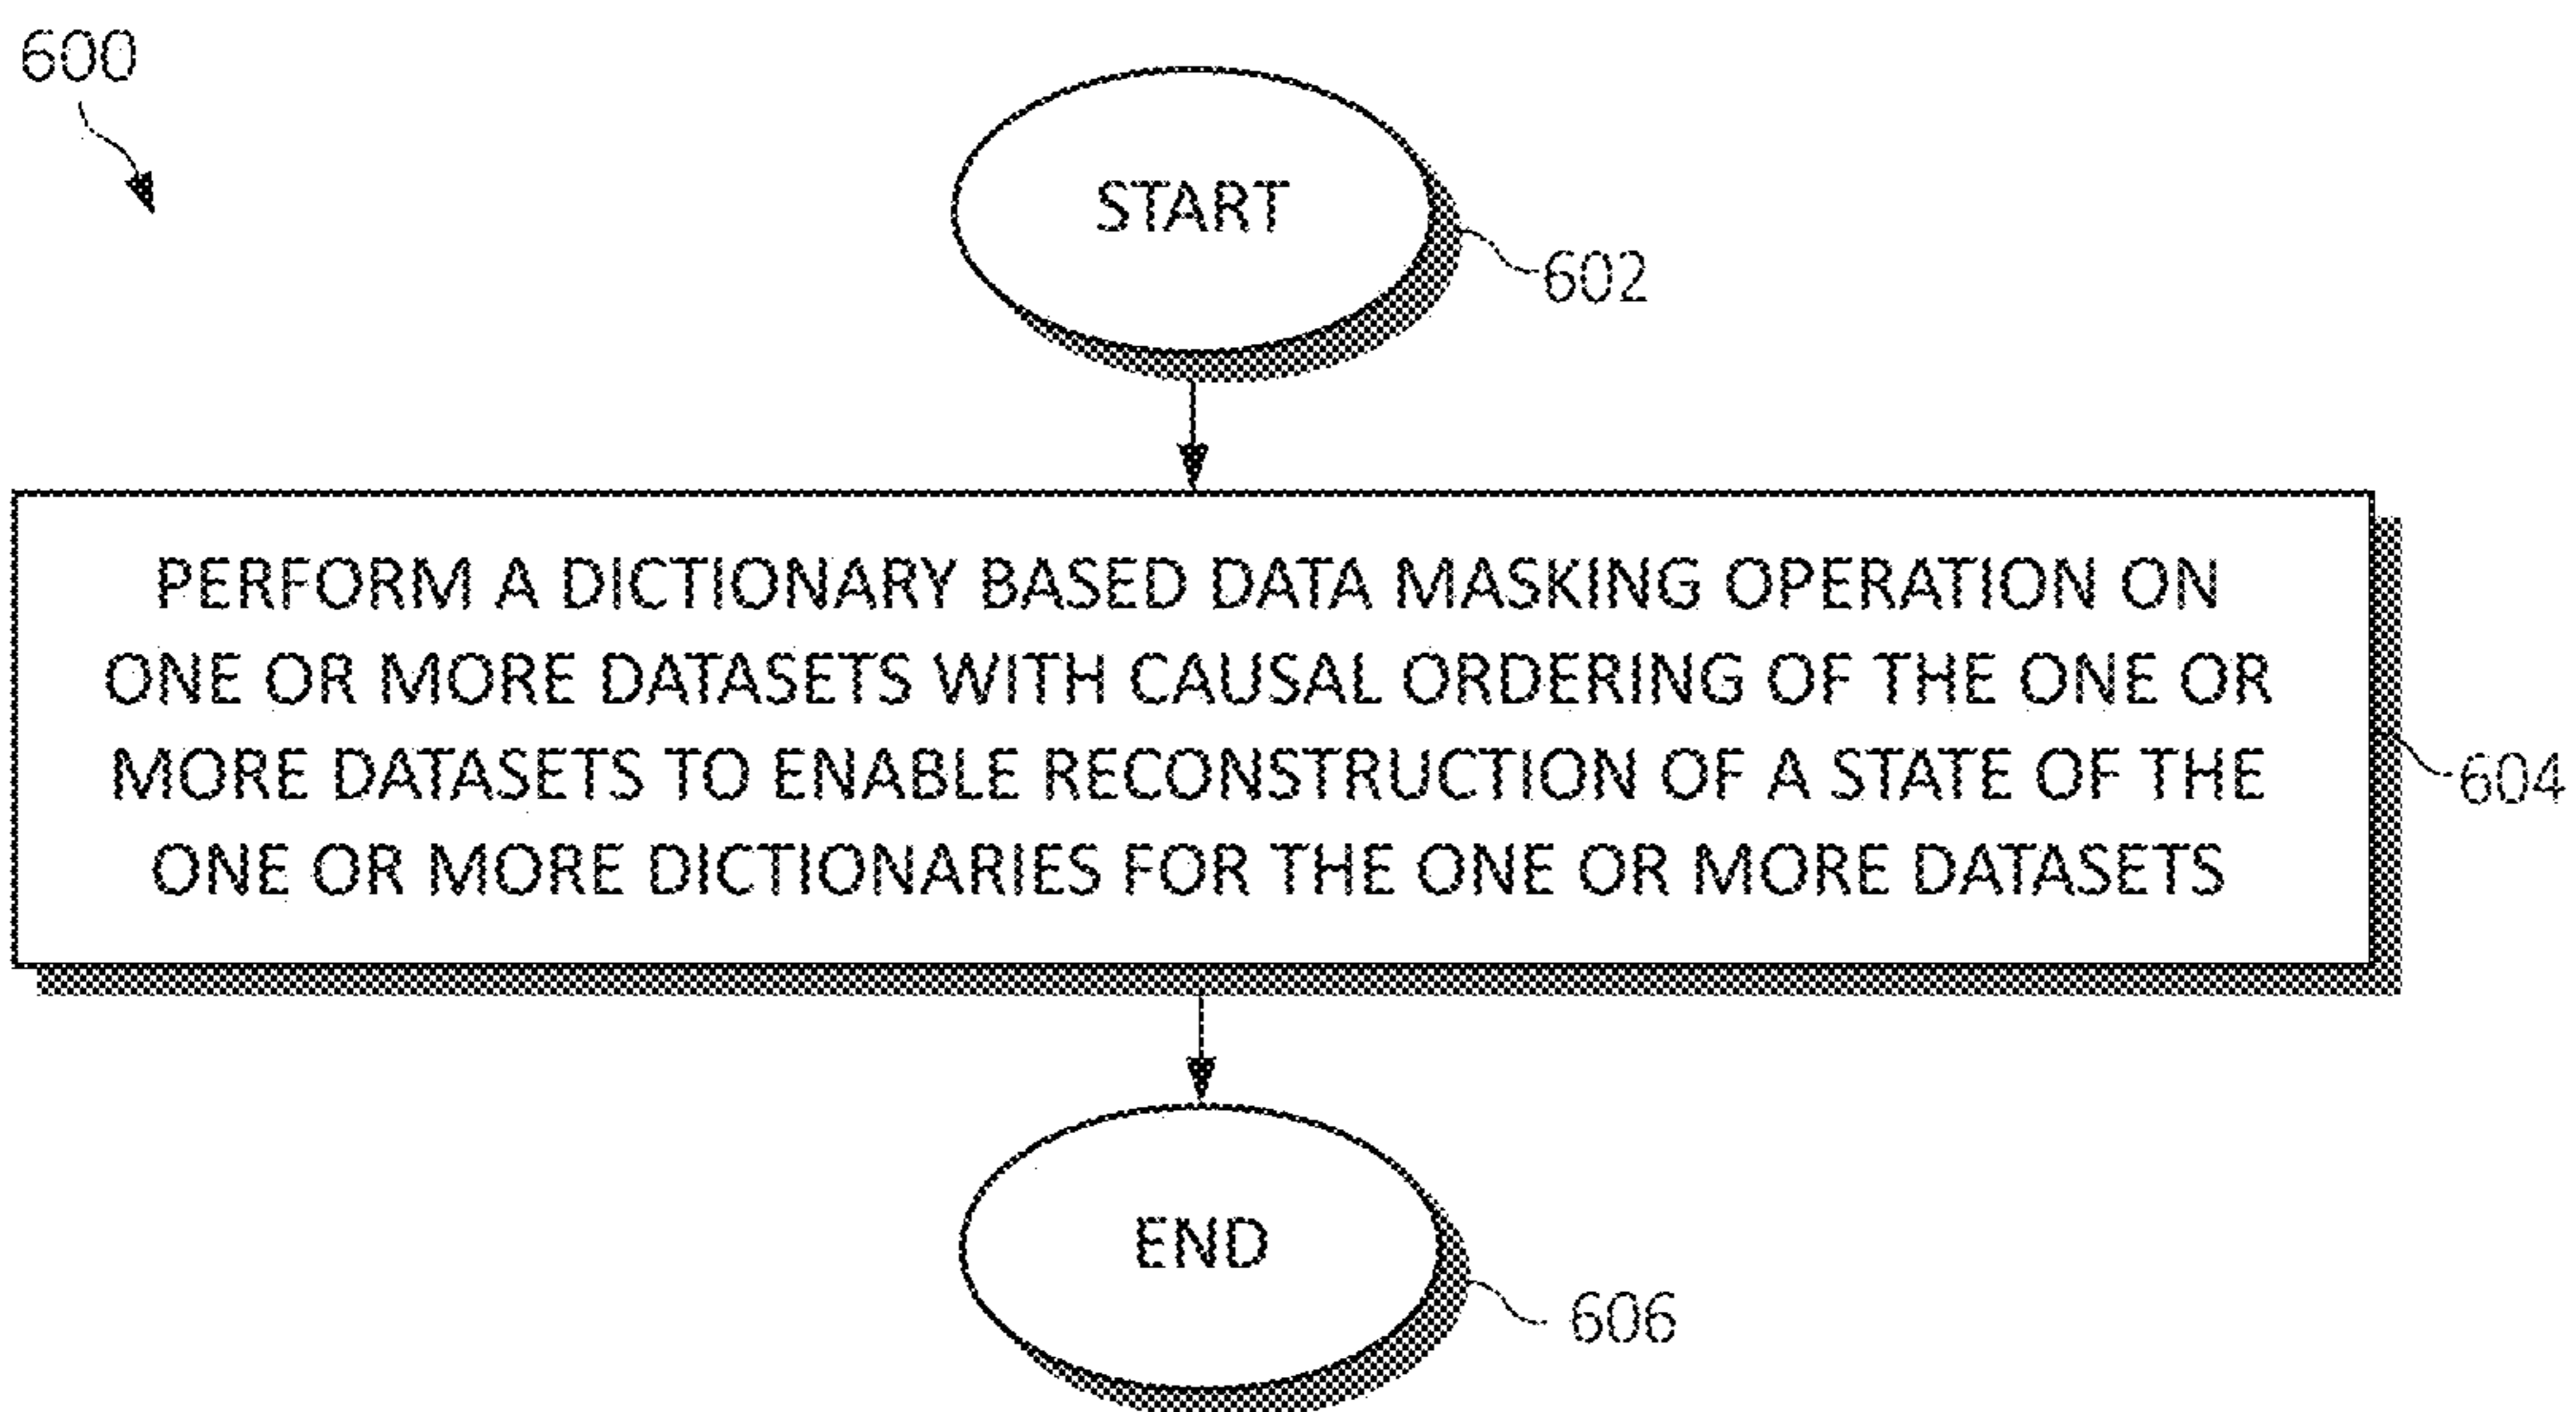 600
START
602
PERFORM A DICTIONARY BASED DATA MASKING OPERATION ON
ONE OR MORE DATASETS WITH CAUSAL ORDERING OF THE ONE OR
MORE DATASETS TO ENABLE RECONSTRUCTION OF A STATE OF THE
ONE OR MORE DICTIONARIES FOR THE ONE OR MORE DATASETS
604
END
606